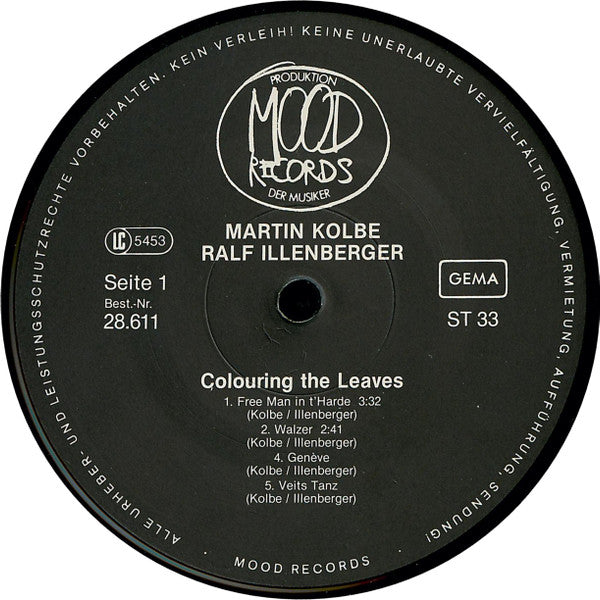 ALLE URHEBER- UND LEISTUNGSSCHUTZRECHTE VORBEHALTEN. KEIN VERLEIH! KEINE UNERLAUBTE VERVIELFÄLTIGUNG, VERMIETUNG, AUFFÜHRUNG, SENDUNG!
PRODUKTION
MOOD
RECORDS
DER MUSIKER
MARTIN KOLBE
RALF ILLENBERGER
LC 5453
GEMA
Seite 1
Best.-Nr.
28.611
ST 33
Colouring the Leaves
1. Free Man in t'Harde 3:32
(Kolbe / Illenberger)
2. Walzer 2:41
(Kolbe / Illenberger)
4. Genève
(Kolbe / Illenberger)
5. Veits Tanz
(Kolbe / Illenberger)
· MOOD RECORDS ·